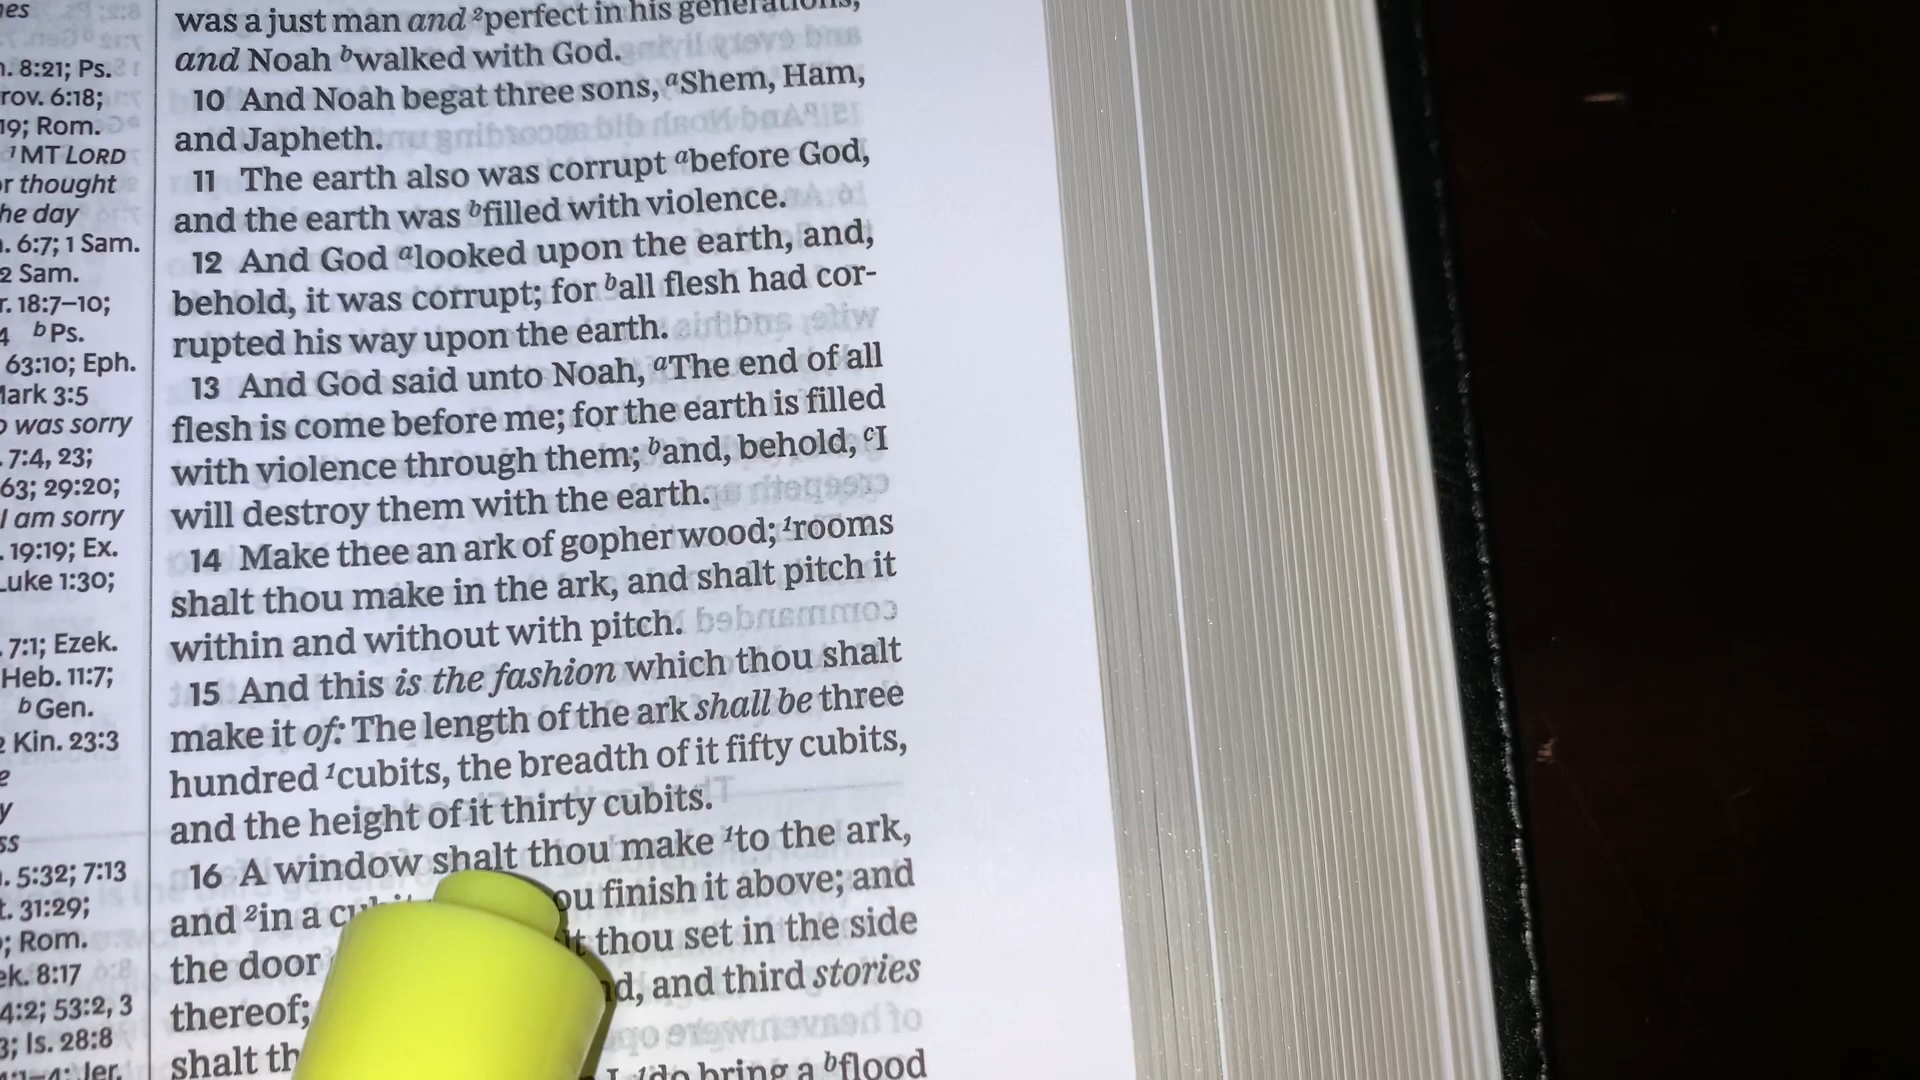 nes
n. 8:21; Ps.
rov. 6:18;
19; Rom.
1MT LORD
r thought
he day
. 6:7; 1 Sam.
2 Sam.
r. 18:7–10;
4 bPs.
63:10; Eph.
Mark 3:5
was sorry
. 7:4, 23;
63; 29:20;
I am sorry
. 19:19; Ex.
Luke 1:30;
. 7:1; Ezek.
Heb. 11:7;
bGen.
2 Kin. 23:3
e
y
ss
. 5:32; 7:13
t. 31:29;
; Rom.
ek. 8:17
4:2; 53:2, 3
3; Is. 28:8
Jer.
was a just man and 2perfect in his generations,
and Noah bwalked with God.
10 And Noah begat three sons, aShem, Ham,
and Japheth.
11 The earth also was corrupt abefore God,
and the earth was bfilled with violence.
12 And God alooked upon the earth, and,
behold, it was corrupt; for ball flesh had cor-
rupted his way upon the earth.
13 And God said unto Noah, aThe end of all
flesh is come before me; for the earth is filled
with violence through them; band, behold, cI
will destroy them with the earth.
14 Make thee an ark of gopher wood; 1rooms
shalt thou make in the ark, and shalt pitch it
within and without with pitch.
15 And this is the fashion which thou shalt
make it of: The length of the ark shall be three
hundred 1cubits, the breadth of it fifty cubits,
and the height of it thirty cubits.
16 A window shalt thou make 1to the ark,
and 2in a ou finish it above; and
the door lt thou set in the side
thereof; nd, and third stories
shalt th
I 1do bring a bflood